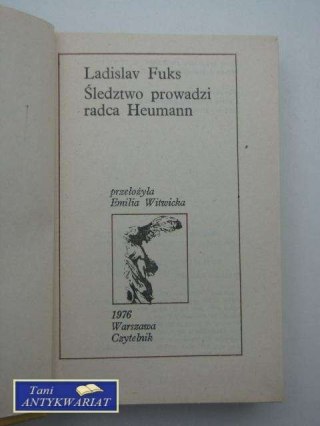 Ladislav Fuks
Śledztwo prowadzi
radca Heumann
przełożyła
Emilia Witwicka
1976
Warszawa
Czytelnik
Tani
ANTYKWARIAT